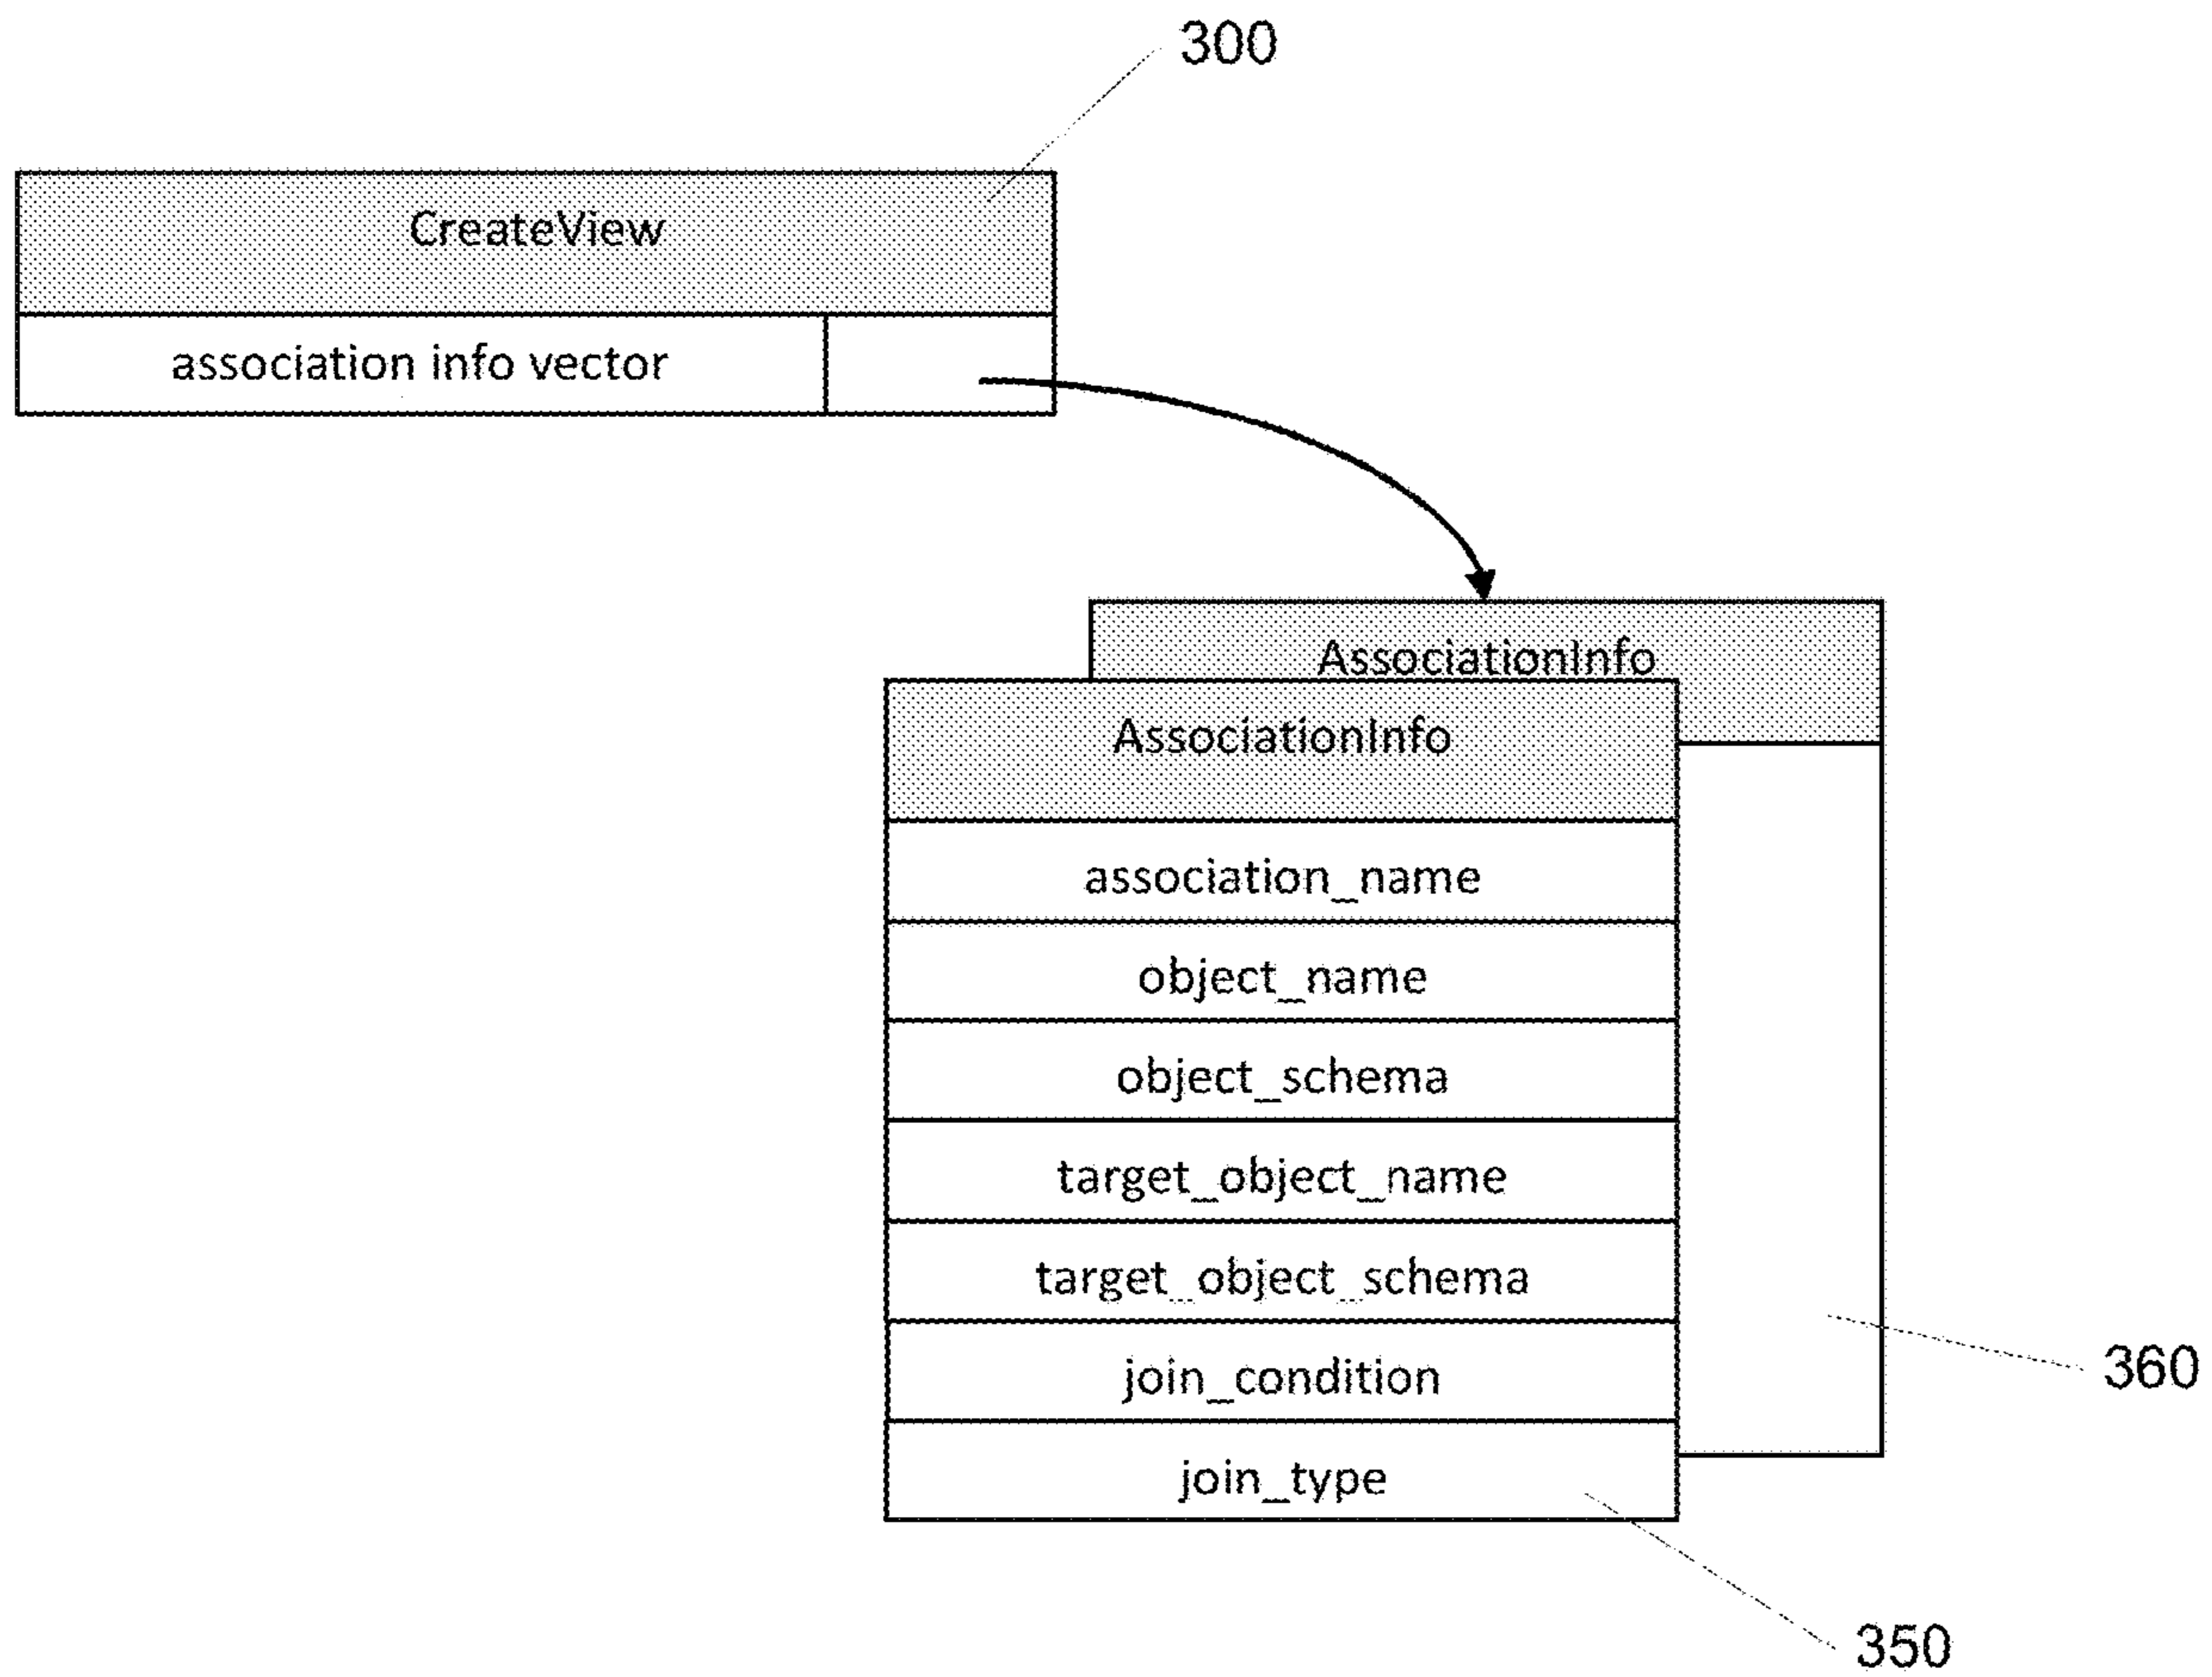 300
CreateView
association info vector
AssociationInfo
AssociationInfo
association_name
object_name
object_schema
target_object_name
target_object_schema
join_condition
360
join_type
350